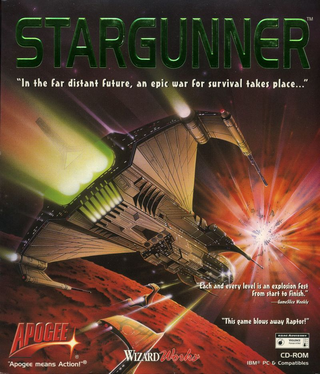 STARGUNNER™
"In the far distant future, an epic war for survival takes place..."
"Each and every level is an explosion fest
from start to finish."
"This game blows away Raptor!"
APOGEE
"Apogee means Action!"®
WIZARDWorks
CD-ROM
IBM® PC & Compatibles